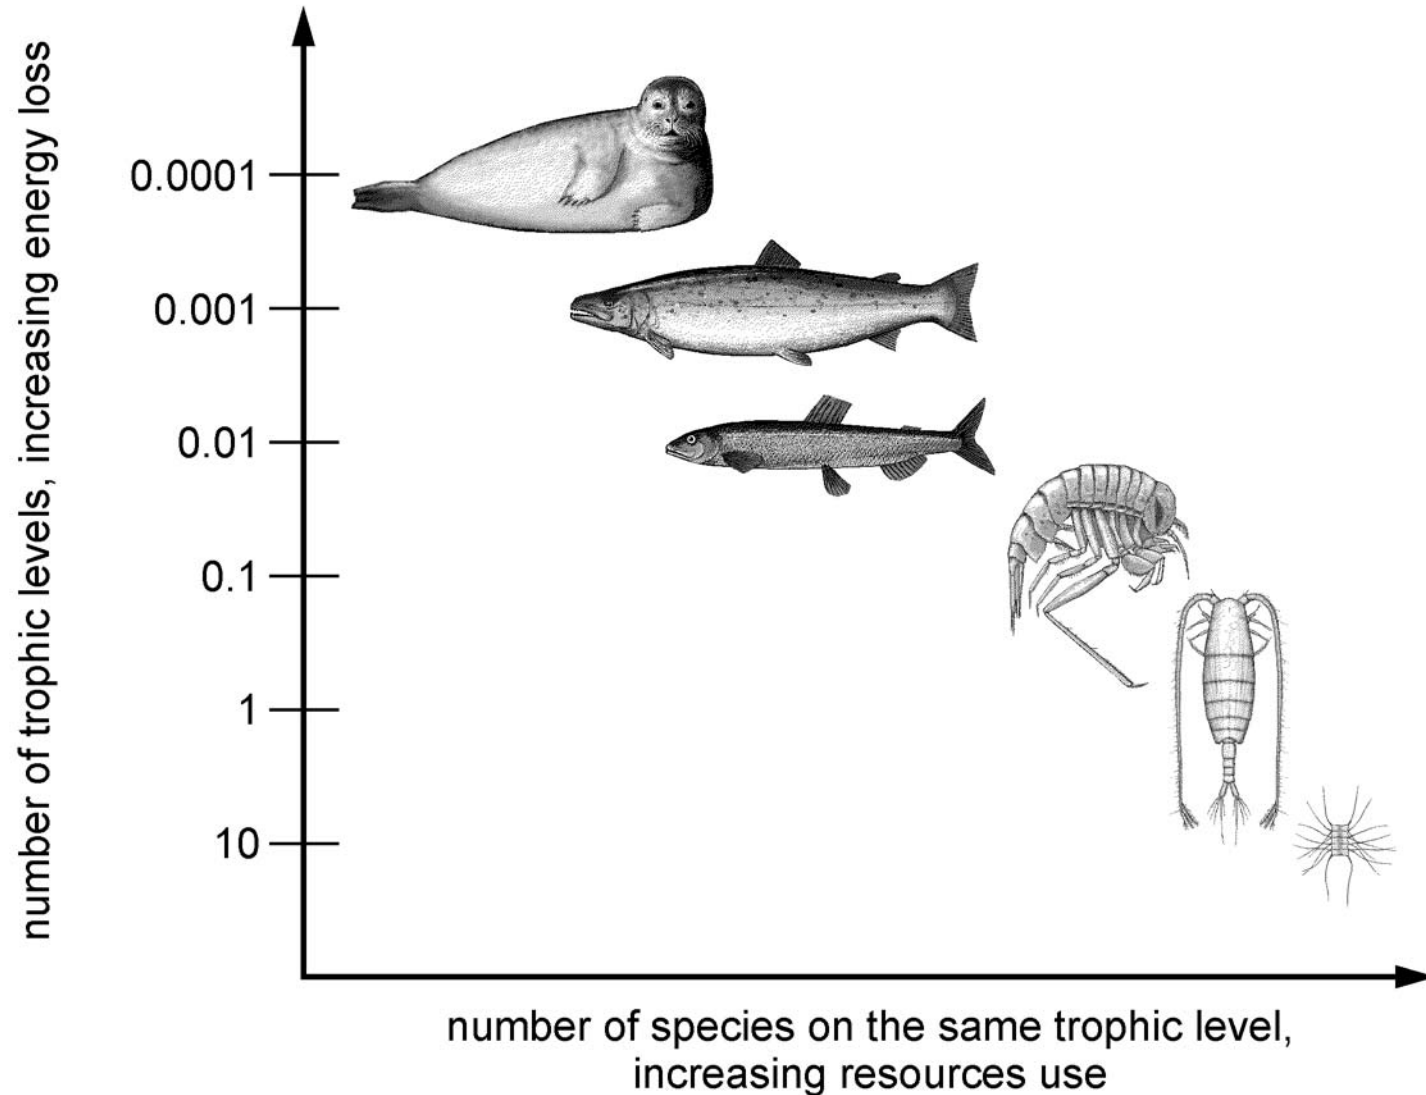 number of trophic levels, increasing energy loss
0.0001
0.001
0.01
0.1
1
10
number of species on the same trophic level,
increasing resources use